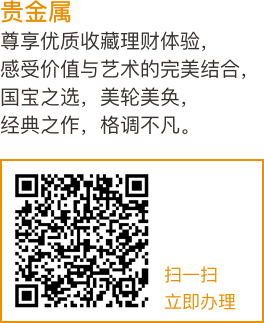 贵金属
尊享优质收藏理财体验，
感受价值与艺术的完美结合，
国宝之选，美轮美奂，
经典之作，格调不凡。
扫一扫
立即办理